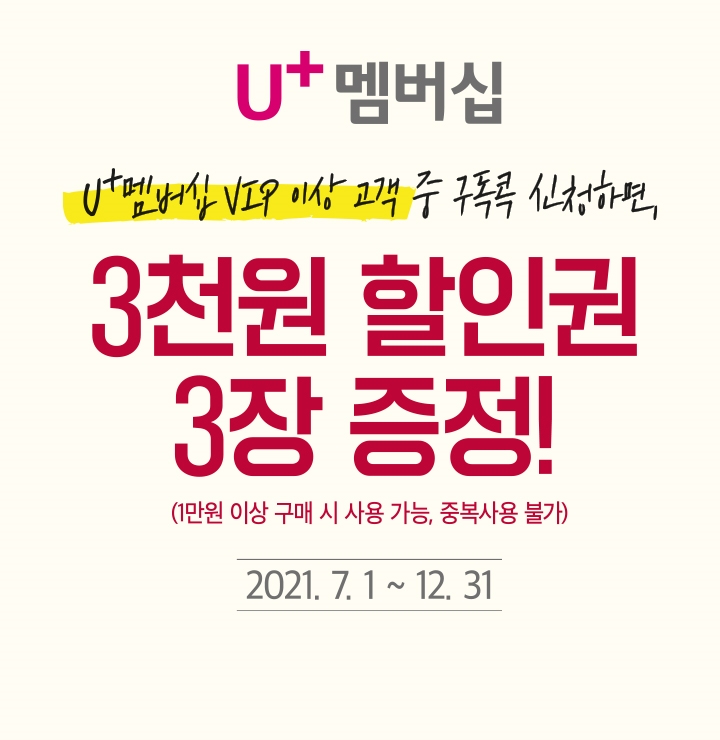 U+ 멤버십
U+멤버십 VIP 이상 고객 중 구독콕 신청하면,
3천원 할인권
3장 증정!
(1만원 이상 구매 시 사용 가능, 중복사용 불가)
2021. 7. 1 ~ 12. 31